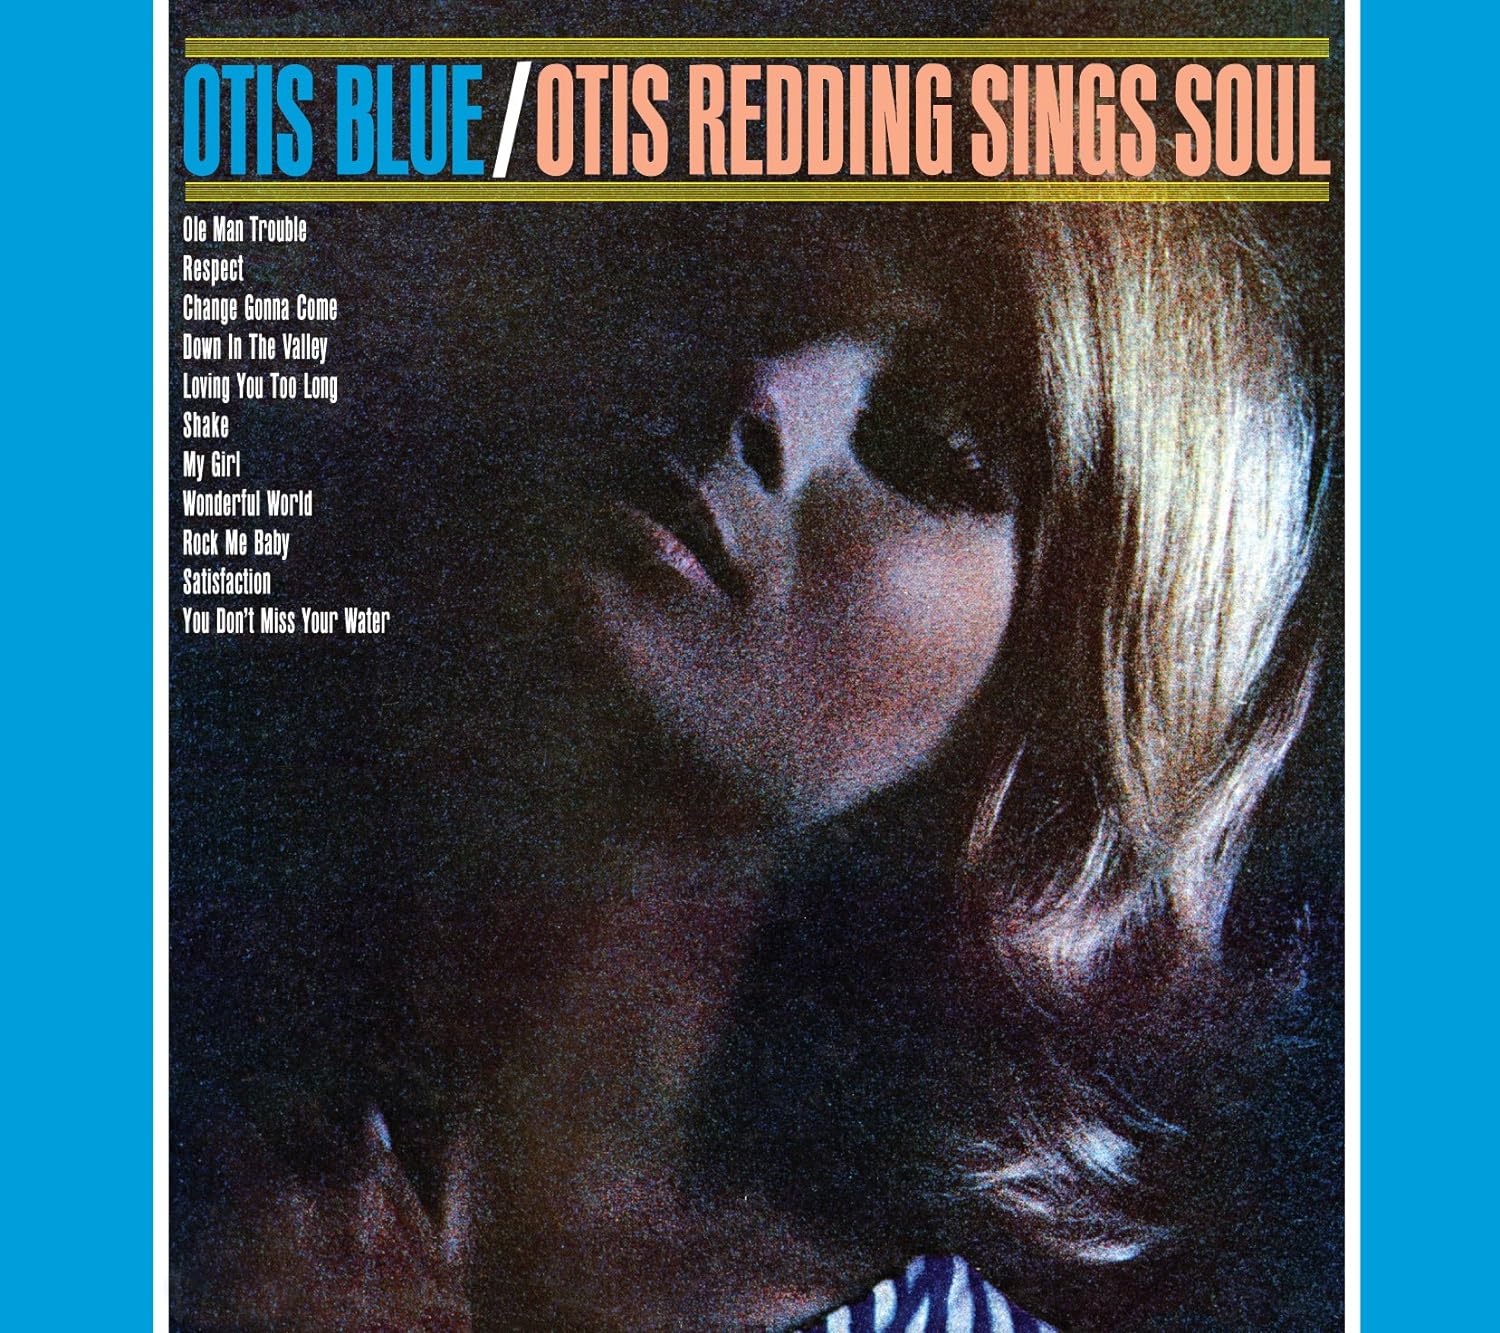 OTIS BLUE/OTIS REDDING SINGS SOUL
Ole Man Trouble
Respect
Change Gonna Come
Down In The Valley
Loving You Too Long
Shake
My Girl
Wonderful World
Rock Me Baby
Satisfaction
You Don't Miss Your Water